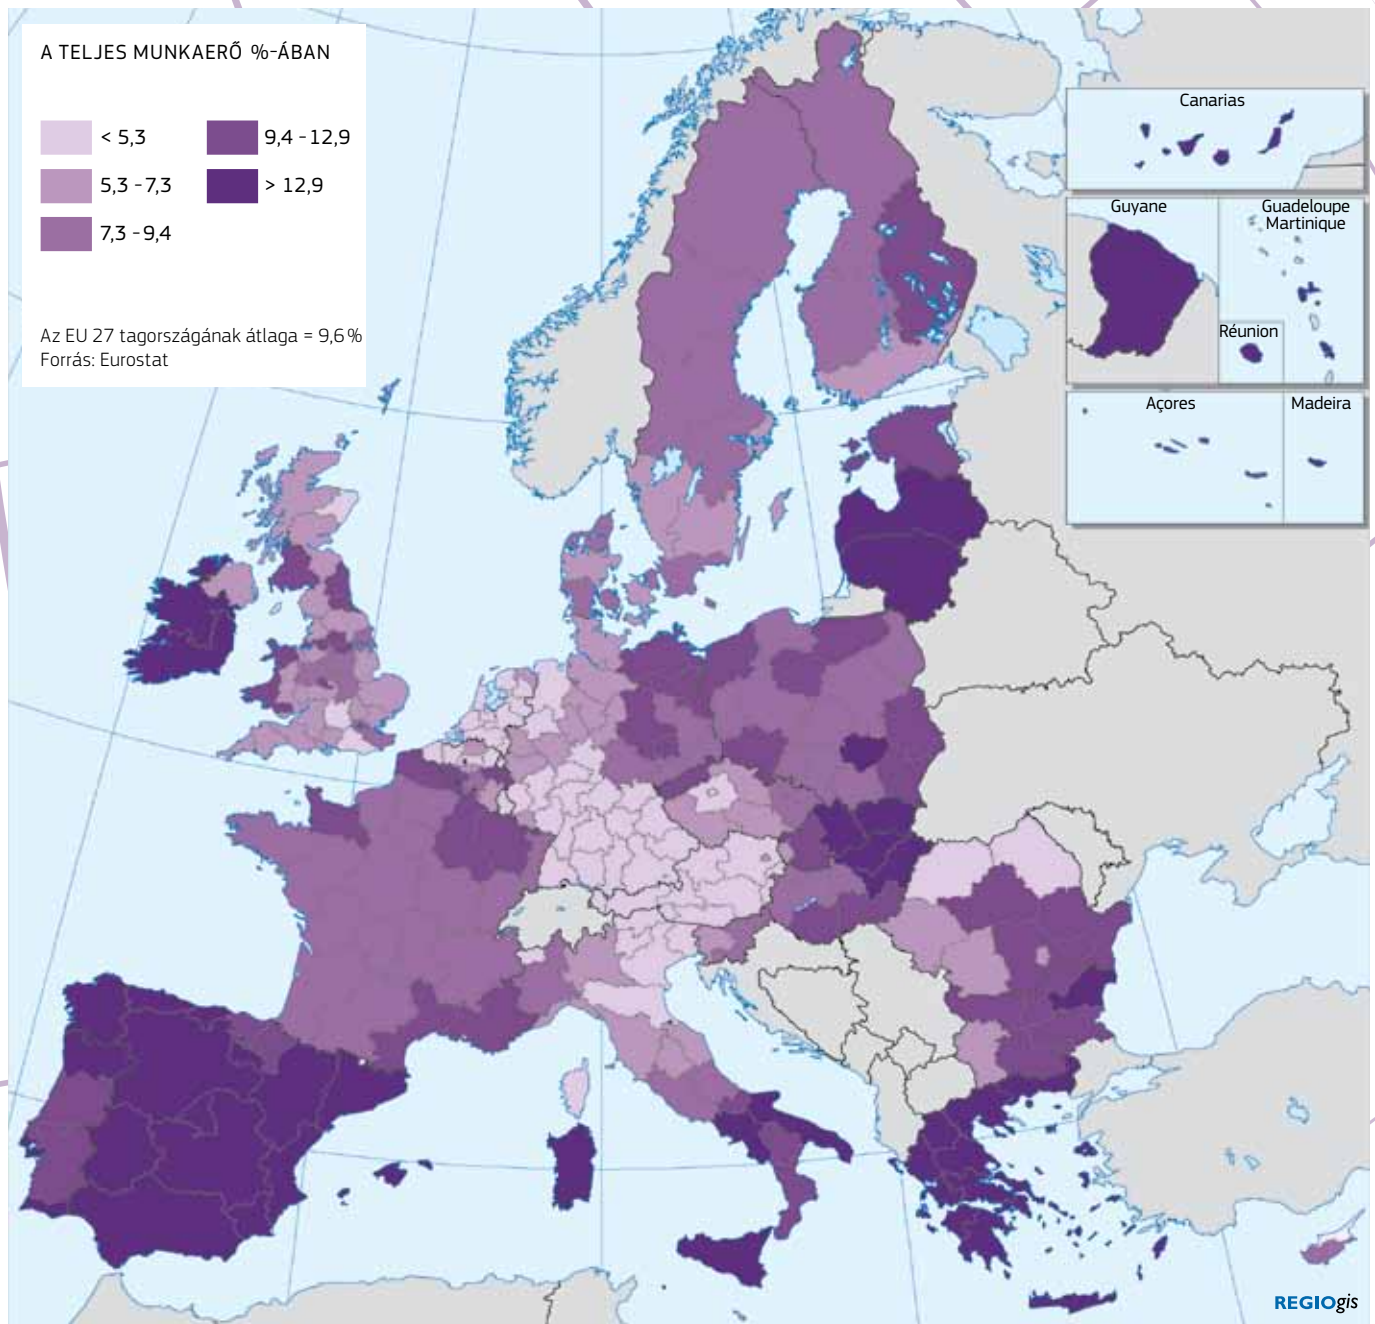 A TELJES MUNKAERŐ %-ÁBAN
< 5,3
9,4 - 12,9
5,3 - 7,3
> 12,9
7,3 - 9,4
Az EU 27 tagországának átlaga = 9,6 %
Forrás: Eurostat
Canarias
Guyane
Guadeloupe
Martinique
Réunion
Açores
Madeira
REGIOgis